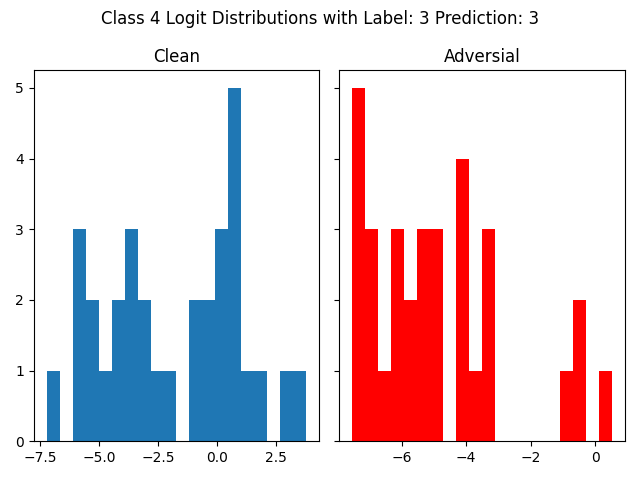 Class 4 Logit Distributions with Label: 3 Prediction: 3
Clean
Adversial
5
4
3
2
1
0
−7.5 −5.0 −2.5 0.0 2.5
−6 −4 −2 0